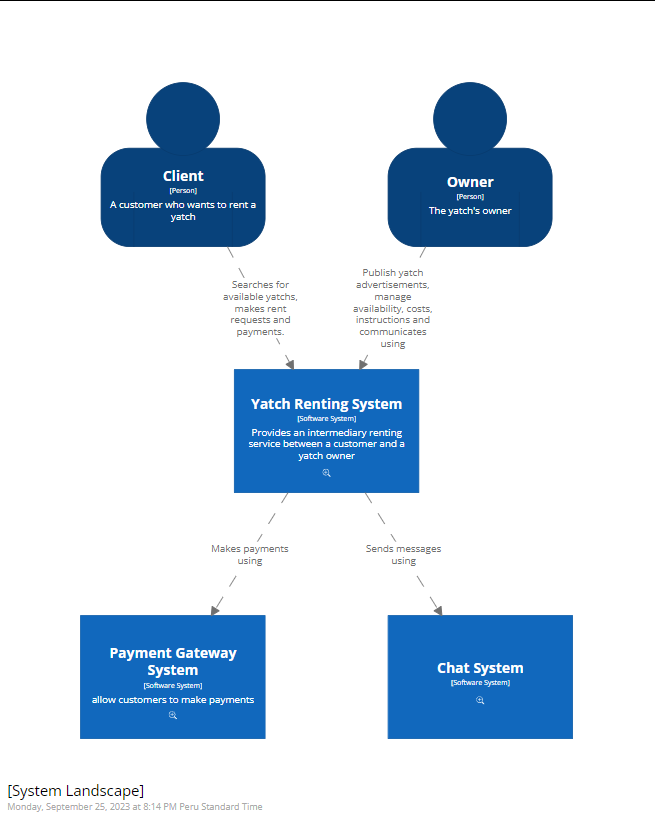 Client
[Person]
A customer who wants to rent a
yatch
Owner
[Person]
The yatch's owner
Searches for
available yatchs,
makes rent
requests and
payments.
Publish yatch
advertisements,
manage
availability, costs,
instructions and
communicates
using
Yatch Renting System
[Software System]
Provides an intermediary renting
service between a customer and a
yatch owner
Makes payments
using
Sends messages
using
Payment Gateway
System
[Software System]
allow customers to make payments
Chat System
[Software System]
[System Landscape]
Monday, September 25, 2023 at 8:14 PM Peru Standard Time